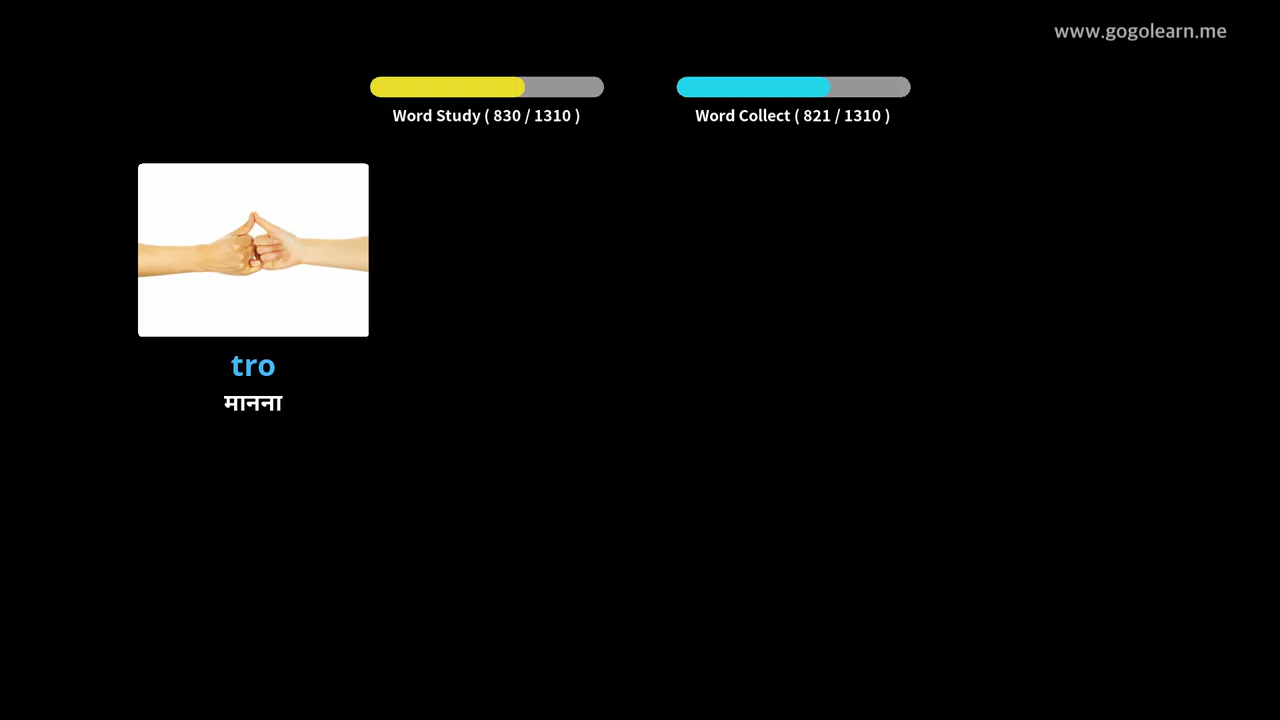 www.gogolearn.me
Word Study ( 830 / 1310 )
Word Collect ( 821 / 1310 )
tro
मानना